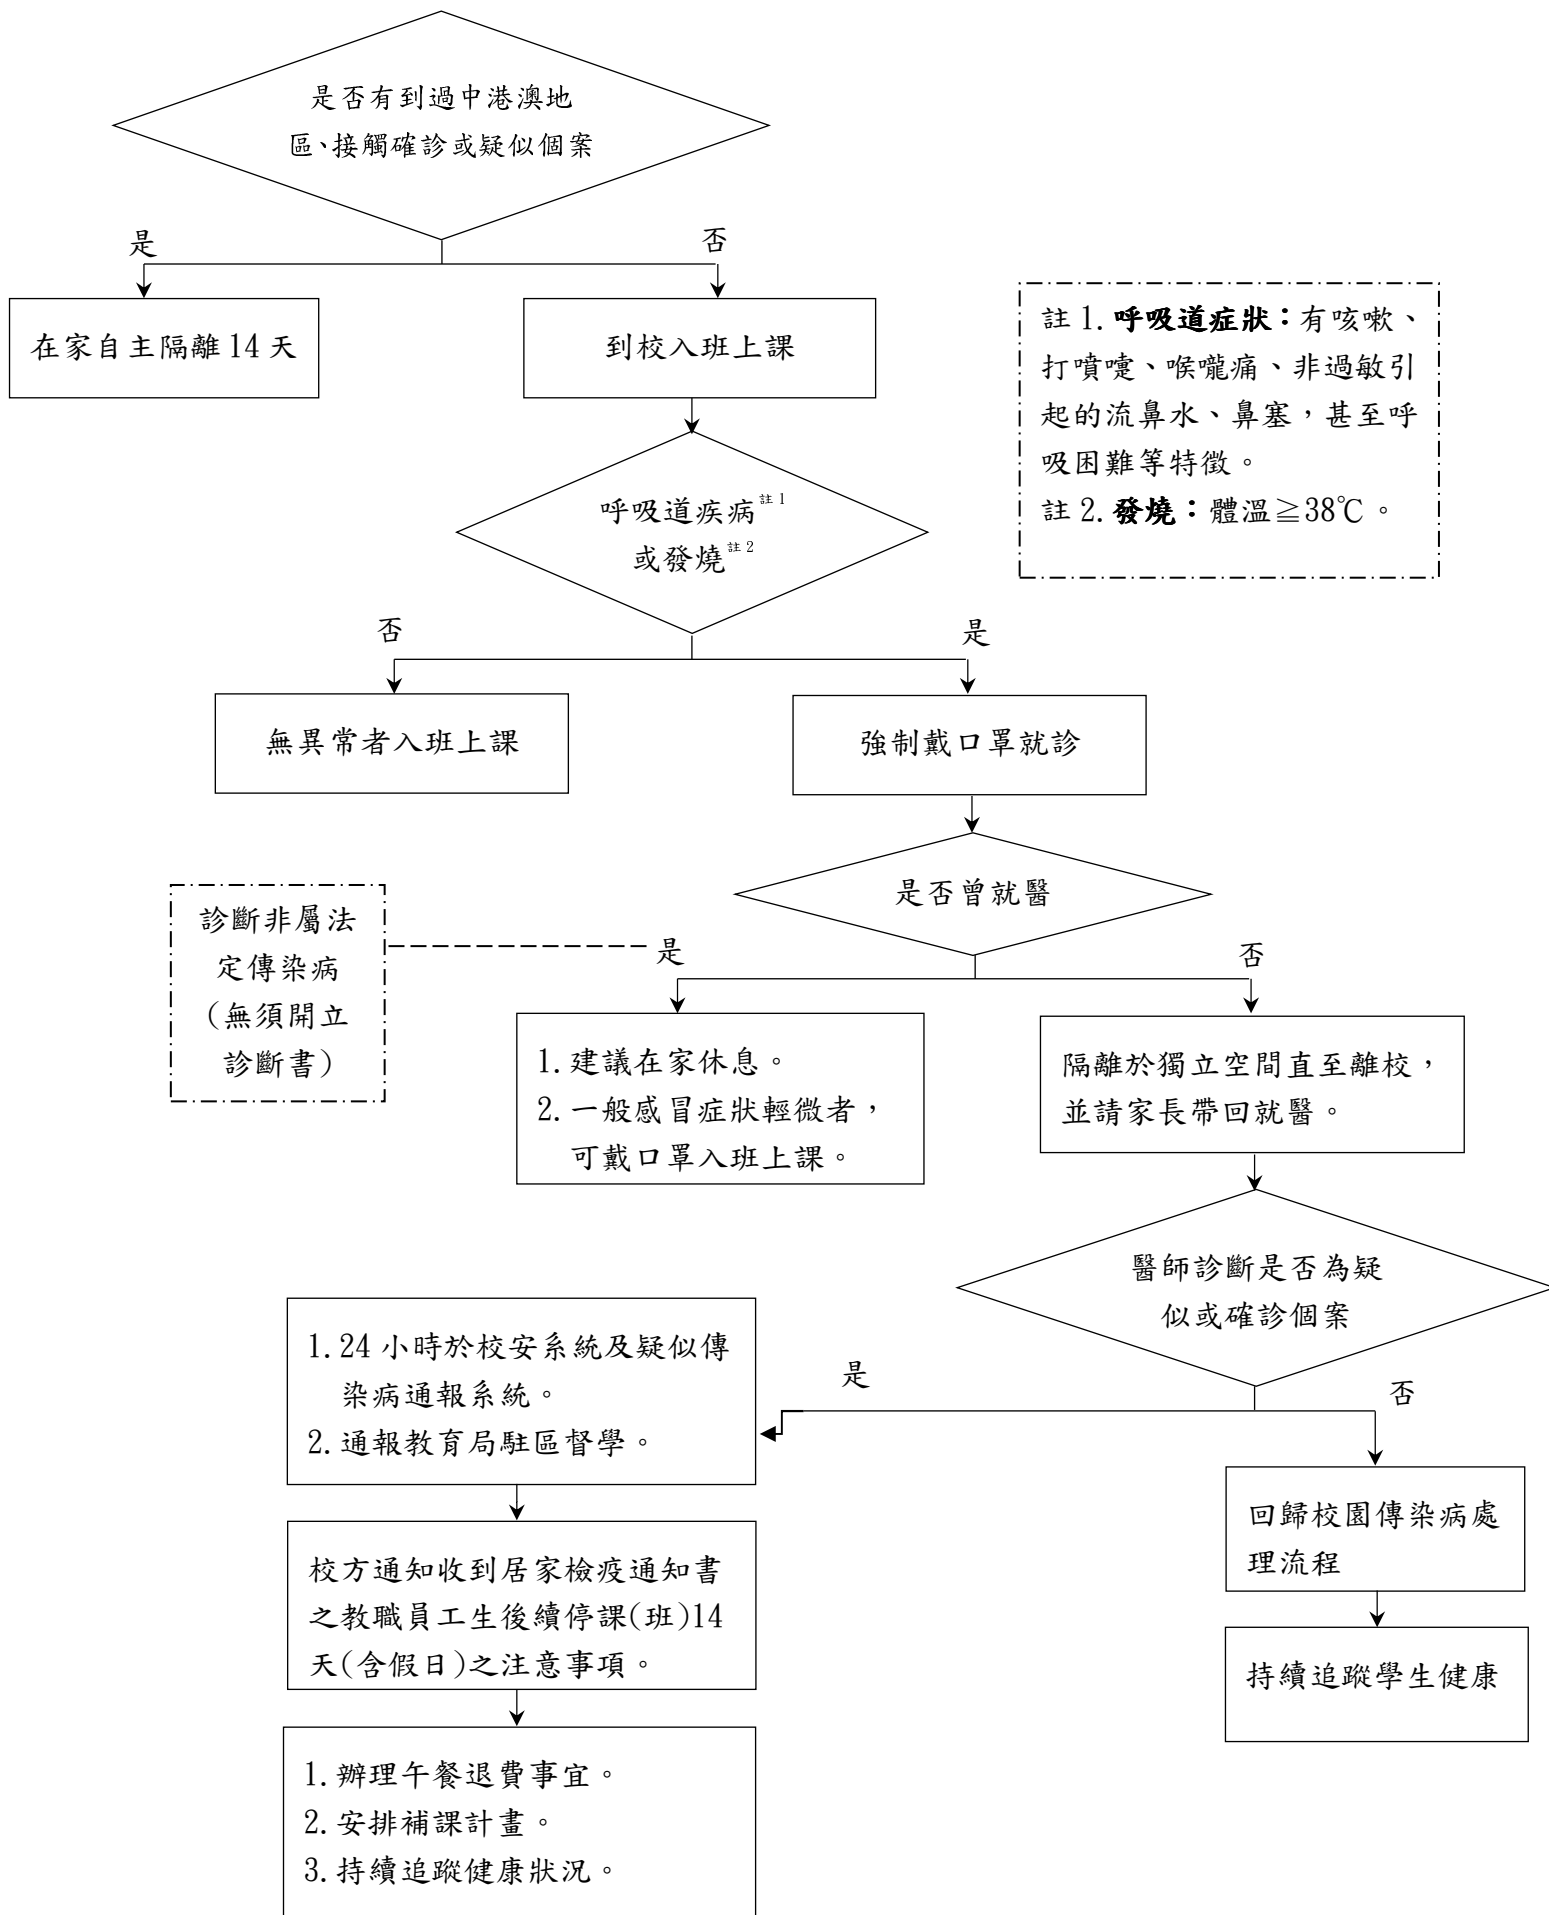 是否有到過中港澳地
區、接觸確診或疑似個案
是
否
在家自主隔離14天
到校入班上課
註1.呼吸道症狀：有咳嗽、
打噴嚏、喉嚨痛、非過敏引
起的流鼻水、鼻塞，甚至呼
吸困難等特徵。
註2.發燒：體溫≧38℃。
呼吸道疾病註1
或發燒註2
否
是
無異常者入班上課
強制戴口罩就診
是否曾就醫
診斷非屬法
定傳染病
(無須開立
診斷書)
是
否
1.建議在家休息。
2.一般感冒症狀輕微者，
可戴口罩入班上課。
隔離於獨立空間直至離校，
並請家長帶回就醫。
醫師診斷是否為疑
似或確診個案
是
否
1.24小時於校安系統及疑似傳
染病通報系統。
2.通報教育局駐區督學。
回歸校園傳染病處
理流程
校方通知收到居家檢疫通知書
之教職員工生後續停課(班)14
天(含假日)之注意事項。
持續追蹤學生健康
1.辦理午餐退費事宜。
2.安排補課計畫。
3.持續追蹤健康狀況。